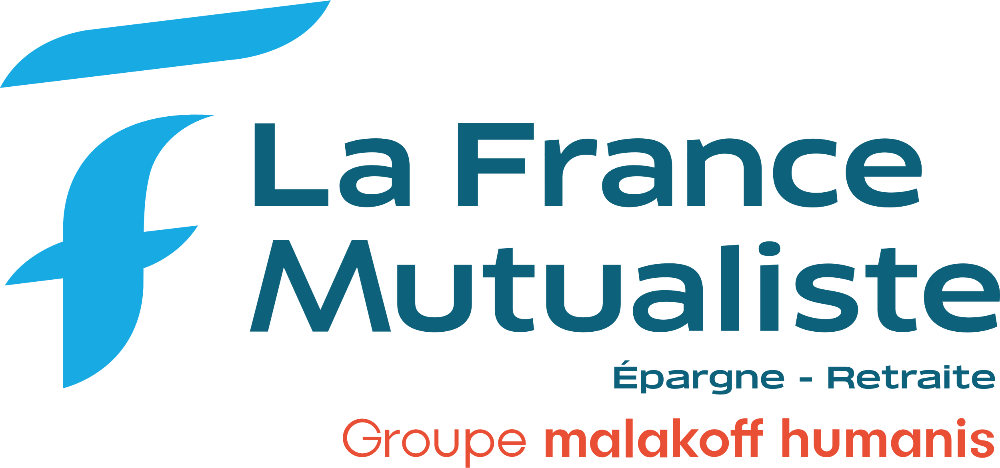 La France
Mutualiste
Épargne - Retraite
Groupe malakoff humanis